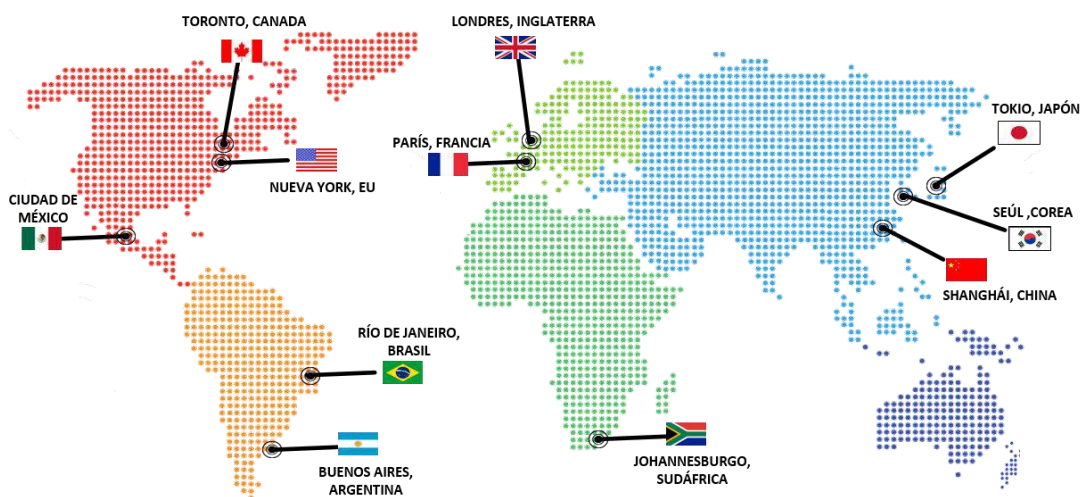 TORONTO, CANADA
LONDRES, INGLATERRA
TOKIO, JAPÓN
PARÍS, FRANCIA
NUEVA YORK, EU
CIUDAD DE
MÉXICO
SEÚL ,COREA
SHANGHÁI, CHINA
RÍO DE JANEIRO,
BRASIL
JOHANNESBURGO,
SUDÁFRICA
BUENOS AIRES,
ARGENTINA